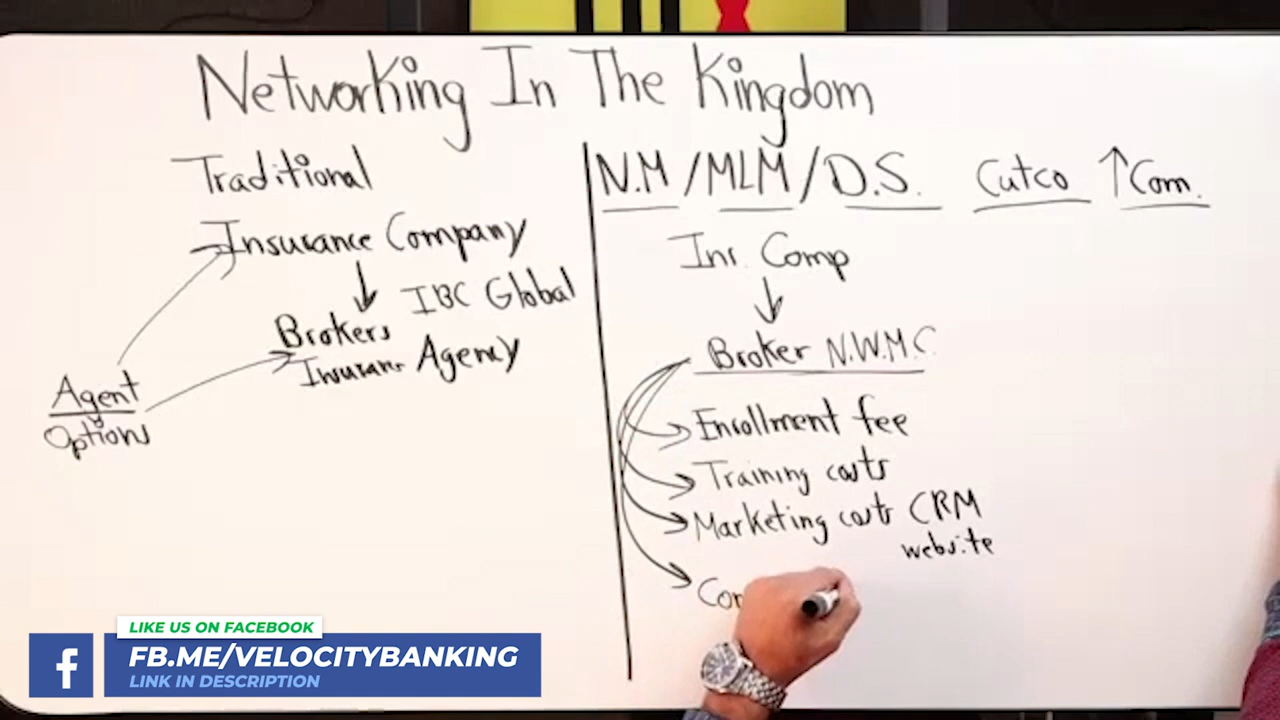 Networking In The Kingdom
Traditional
Insurance Company
IBC Global
Brokers
Insurance Agency
Agent
Options
N.M / MLM / D.S. Cutco ↑ Com.
Ins. Comp
Broker N.W.M.C.
Enrollment fee
Training costs
Marketing costs CRM
website
LIKE US ON FACEBOOK
FB.ME/VELOCITYBANKING
LINK IN DESCRIPTION